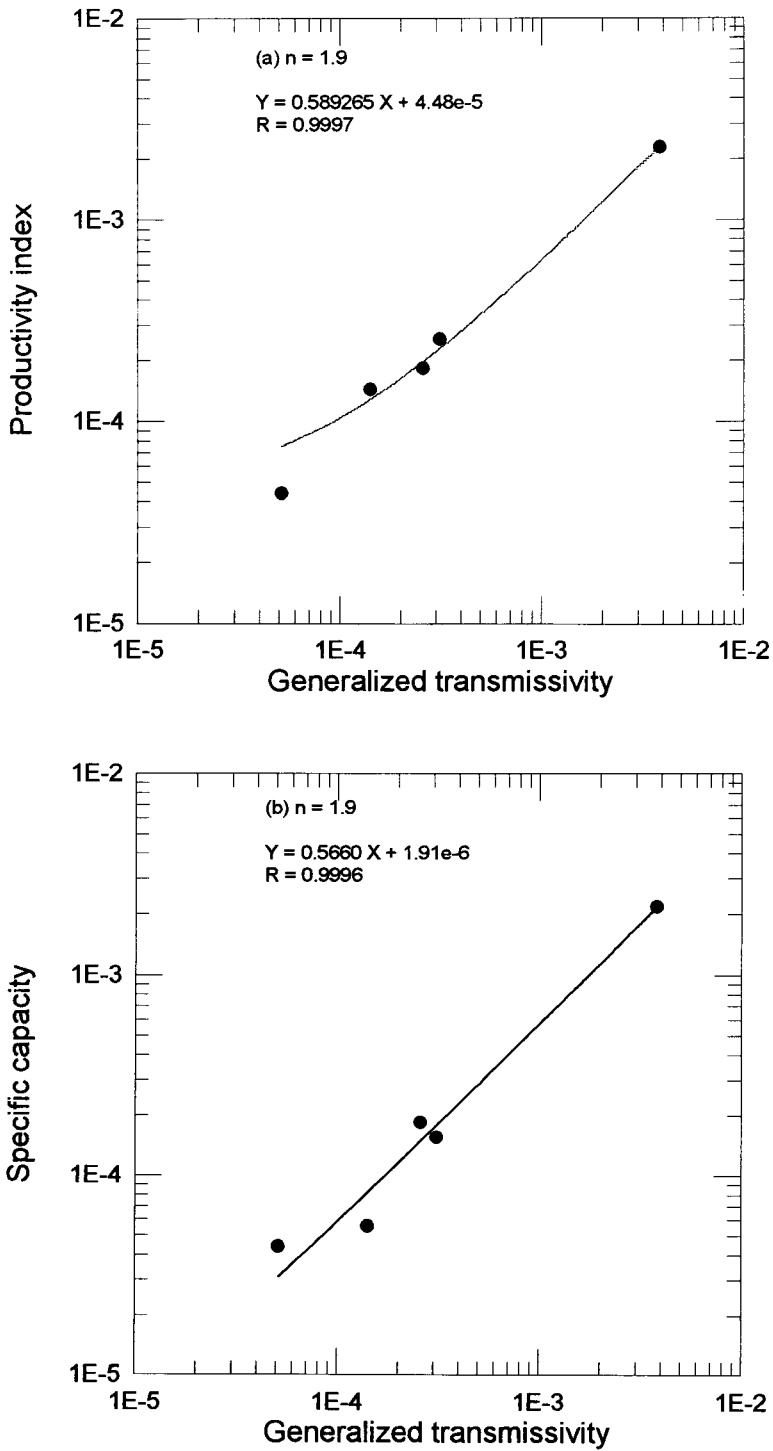 1E-2
(a) n = 1.9
Y = 0.589265 X + 4.48e-5
R = 0.9997
1E-3
Productivity index
1E-4
1E-5
1E-5 1E-4 1E-3 1E-2
Generalized transmissivity
1E-2
(b) n = 1.9
Y = 0.5660 X + 1.91e-6
R = 0.9996
1E-3
Specific capacity
1E-4
1E-5
1E-5 1E-4 1E-3 1E-2
Generalized transmissivity